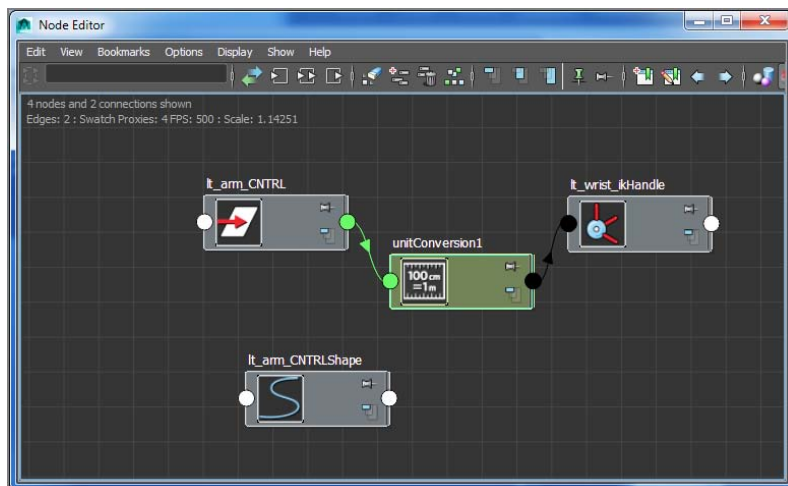 Node Editor
Edit View Bookmarks Options Display Show Help
4 nodes and 2 connections shown
Edges: 2 : Swatch Proxies: 4 FPS: 500 : Scale: 1.14251
lt_arm_CNTRL
lt_wrist_ikHandle
unitConversion1
100 cm
=1 m
lt_arm_CNTRLShape